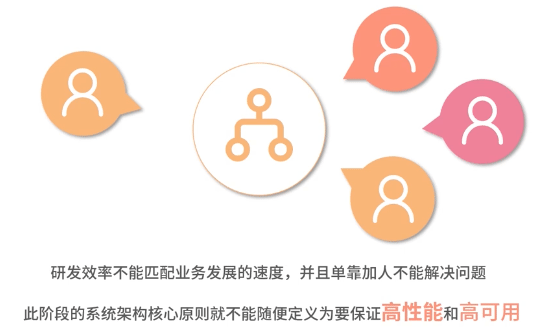 研发效率不能匹配业务发展的速度，并且单靠加人不能解决问题
此阶段的系统架构核心原则就不能随便定义为要保证高性能和高可用